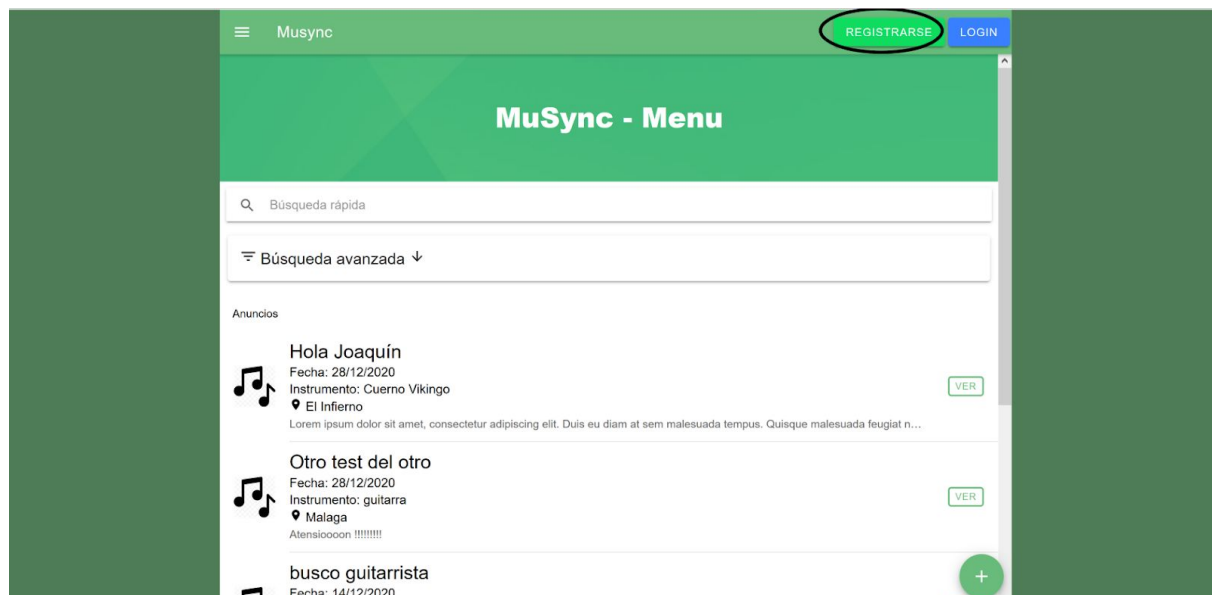 Musync
REGISTRARSE
LOGIN
MuSync - Menu
Búsqueda rápida
Búsqueda avanzada
Anuncios
Hola Joaquín
Fecha: 28/12/2020
Instrumento: Cuerno Vikingo
El Infierno
VER
Lorem ipsum dolor sit amet, consectetur adipiscing elit. Duis eu diam at sem malesuada tempus. Quisque malesuada feugiat n…
Otro test del otro
Fecha: 28/12/2020
Instrumento: guitarra
VER
Malaga
Atensioooon !!!!!!!!!
busco guitarrista
Fecha: 14/12/2020